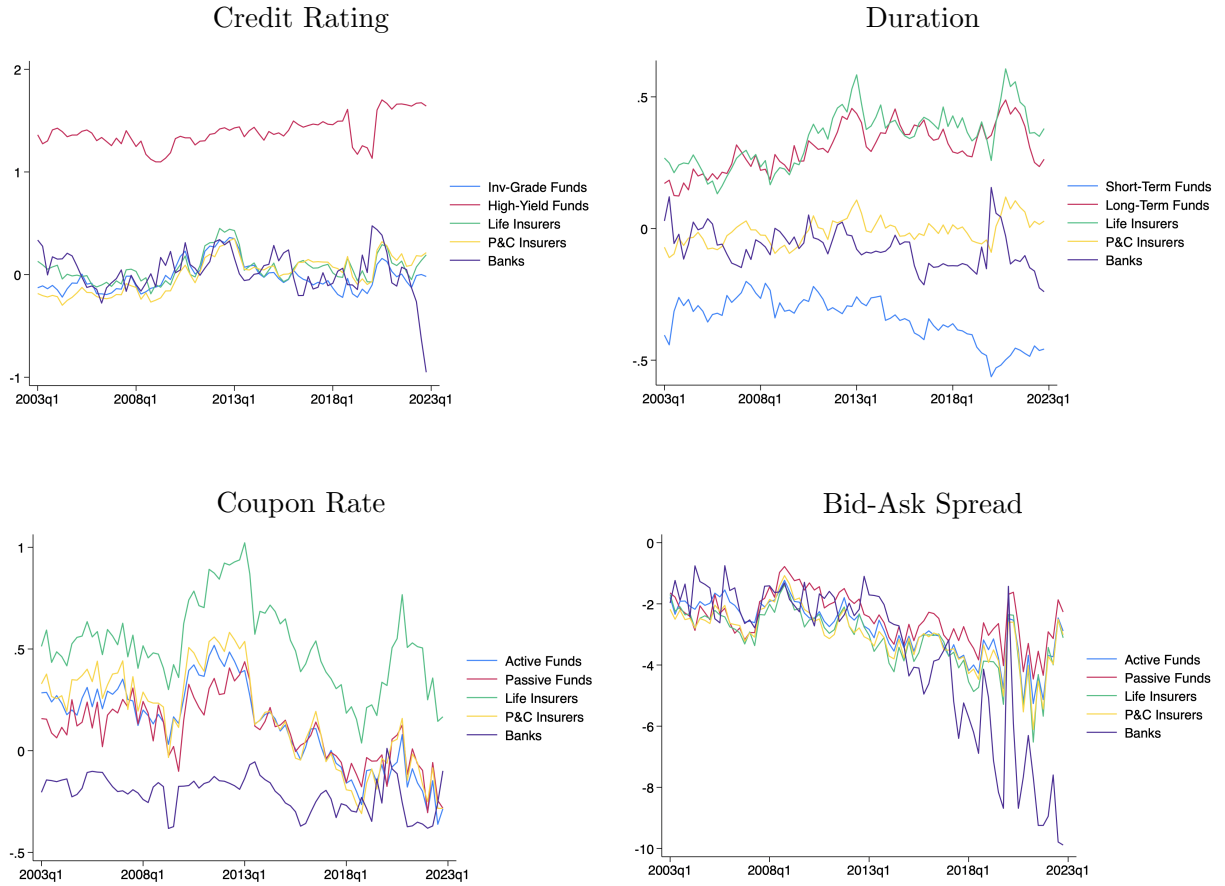 Credit Rating
2
1
0
-1
2003q1 2008q1 2013q1 2018q1 2023q1
Inv-Grade Funds
High-Yield Funds
Life Insurers
P&C Insurers
Banks
Duration
.5
0
-.5
2003q1 2008q1 2013q1 2018q1 2023q1
Short-Term Funds
Long-Term Funds
Life Insurers
P&C Insurers
Banks
Coupon Rate
1
.5
0
-.5
2003q1 2008q1 2013q1 2018q1 2023q1
Active Funds
Passive Funds
Life Insurers
P&C Insurers
Banks
Bid-Ask Spread
0
-2
-4
-6
-8
-10
2003q1 2008q1 2013q1 2018q1 2023q1
Active Funds
Passive Funds
Life Insurers
P&C Insurers
Banks